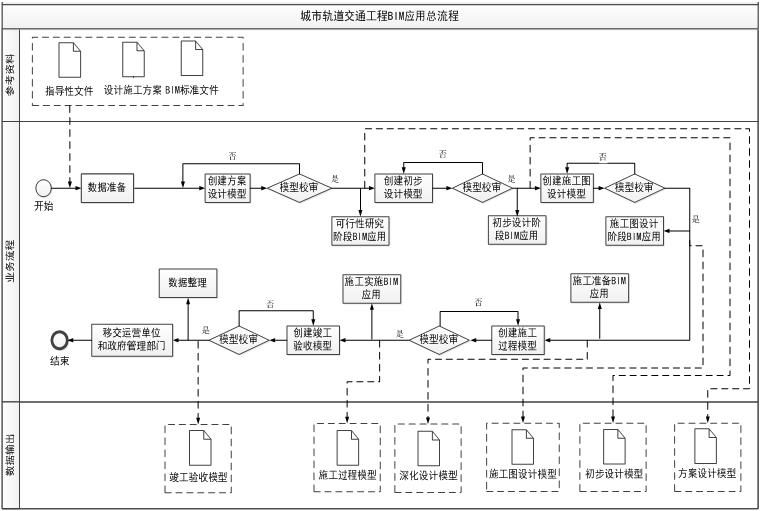 城市轨道交通工程BIM应用总流程
参考资料
指导性文件
设计施工方案
BIM标准文件
业务流程
开始
数据准备
否
创建方案
设计模型
模型校审
是
可行性研究
阶段BIM应用
否
创建初步
设计模型
模型校审
是
初步设计阶
段BIM应用
否
创建施工图
设计模型
模型校审
是
施工图设计
阶段BIM应用
施工准备BIM
应用
创建施工
过程模型
否
模型校审
是
施工实施BIM
应用
创建竣工
验收模型
否
模型校审
是
数据整理
移交运营单位
和政府管理部门
结束
数据输出
竣工验收模型
施工过程模型
深化设计模型
施工图设计模型
初步设计模型
方案设计模型